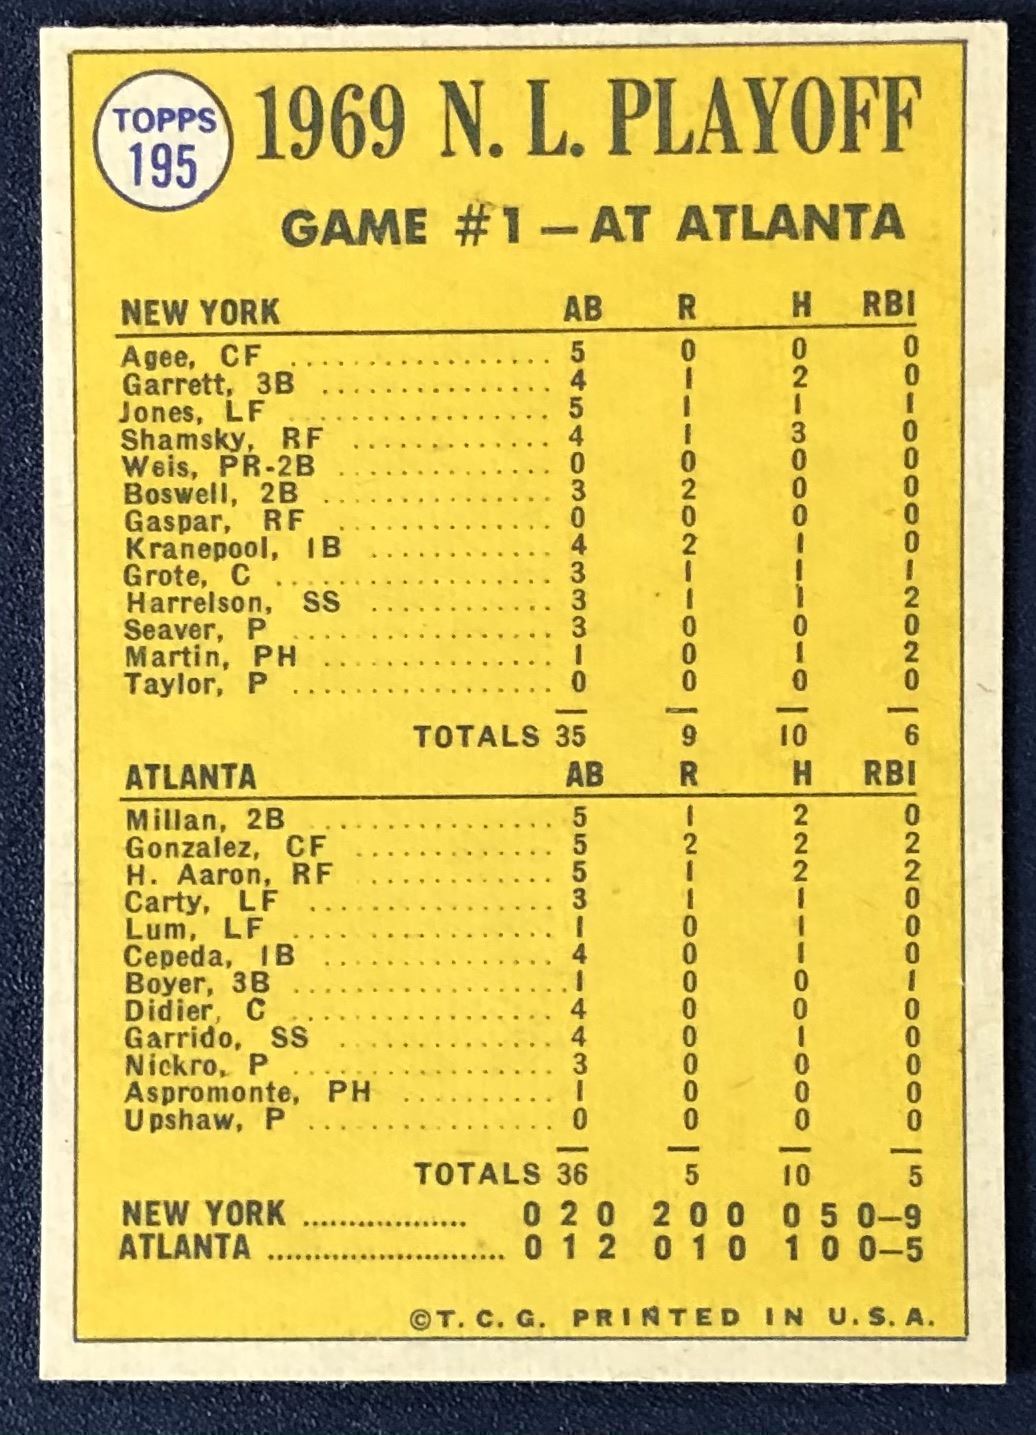 TOPPS
195
1969 N. L. PLAYOFF
GAME #1 — AT ATLANTA
NEW YORK AB R H RBI
Agee, CF .................. 5 0 0 0
Garrett, 3B ................ 4 1 2 0
Jones, LF .................. 5 1 1 1
Shamsky, RF .............. 4 1 3 0
Weis, PR-2B ............... 0 0 0 0
Boswell, 2B ................ 3 2 0 0
Gaspar, RF ............... 0 0 0 0
Kranepool, 1B ............. 4 2 1 0
Grote, C ................... 3 1 1 1
Harrelson, SS ............. 3 1 1 2
Seaver, P .................. 3 0 0 0
Martin, PH ................ 1 0 1 2
Taylor, P .................. 0 0 0 0
TOTALS 35 9 10 6
ATLANTA AB R H RBI
Millan, 2B ................ 5 1 2 0
Gonzalez, CF .............. 5 2 2 2
H. Aaron, RF ............. 5 1 2 2
Carty, LF ................. 3 1 1 0
Lum, LF .................. 1 0 1 0
Cepeda, 1B ................ 4 0 1 0
Boyer, 3B .................. 1 0 0 1
Didier, C .................. 4 0 0 0
Garrido, SS ............... 4 0 1 0
Nickro, P .................. 3 0 0 0
Aspromonte, PH .......... 1 0 0 0
Upshaw, P ................. 0 0 0 0
TOTALS 36 5 10 5
NEW YORK .................. 0 2 0 2 0 0 0 5 0—9
ATLANTA ......................... 0 1 2 0 1 0 1 0 0—5
©T. C. G. PRINTED IN U. S. A.